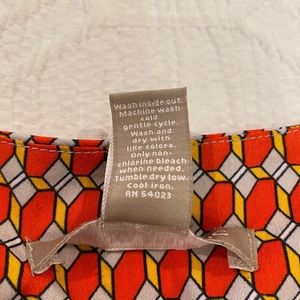 Wash inside out.
Machine wash
cold
gentle cycle.
Wash and
dry with
like colors.
only non-
chlorine bleach
when needed.
Tumble dry low.
Cool iron.
RN 54023